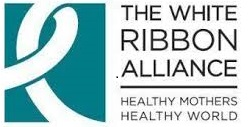 THE WHITE
RIBBON
ALLIANCE
HEALTHY MOTHERS
HEALTHY WORLD